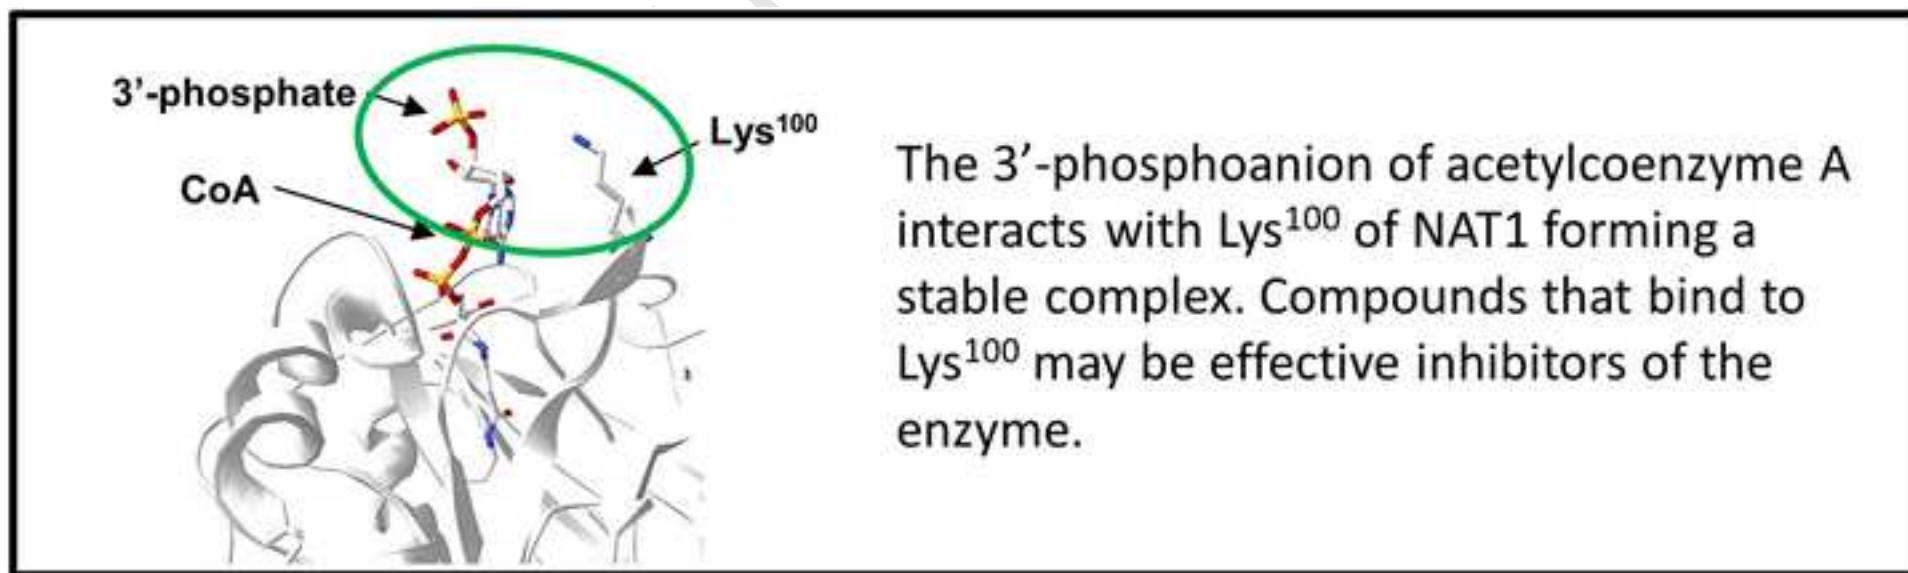 3’-phosphate
Lys¹⁰⁰
CoA
The 3’-phosphoanion of acetylcoenzyme A
interacts with Lys¹⁰⁰ of NAT1 forming a
stable complex. Compounds that bind to
Lys¹⁰⁰ may be effective inhibitors of the
enzyme.